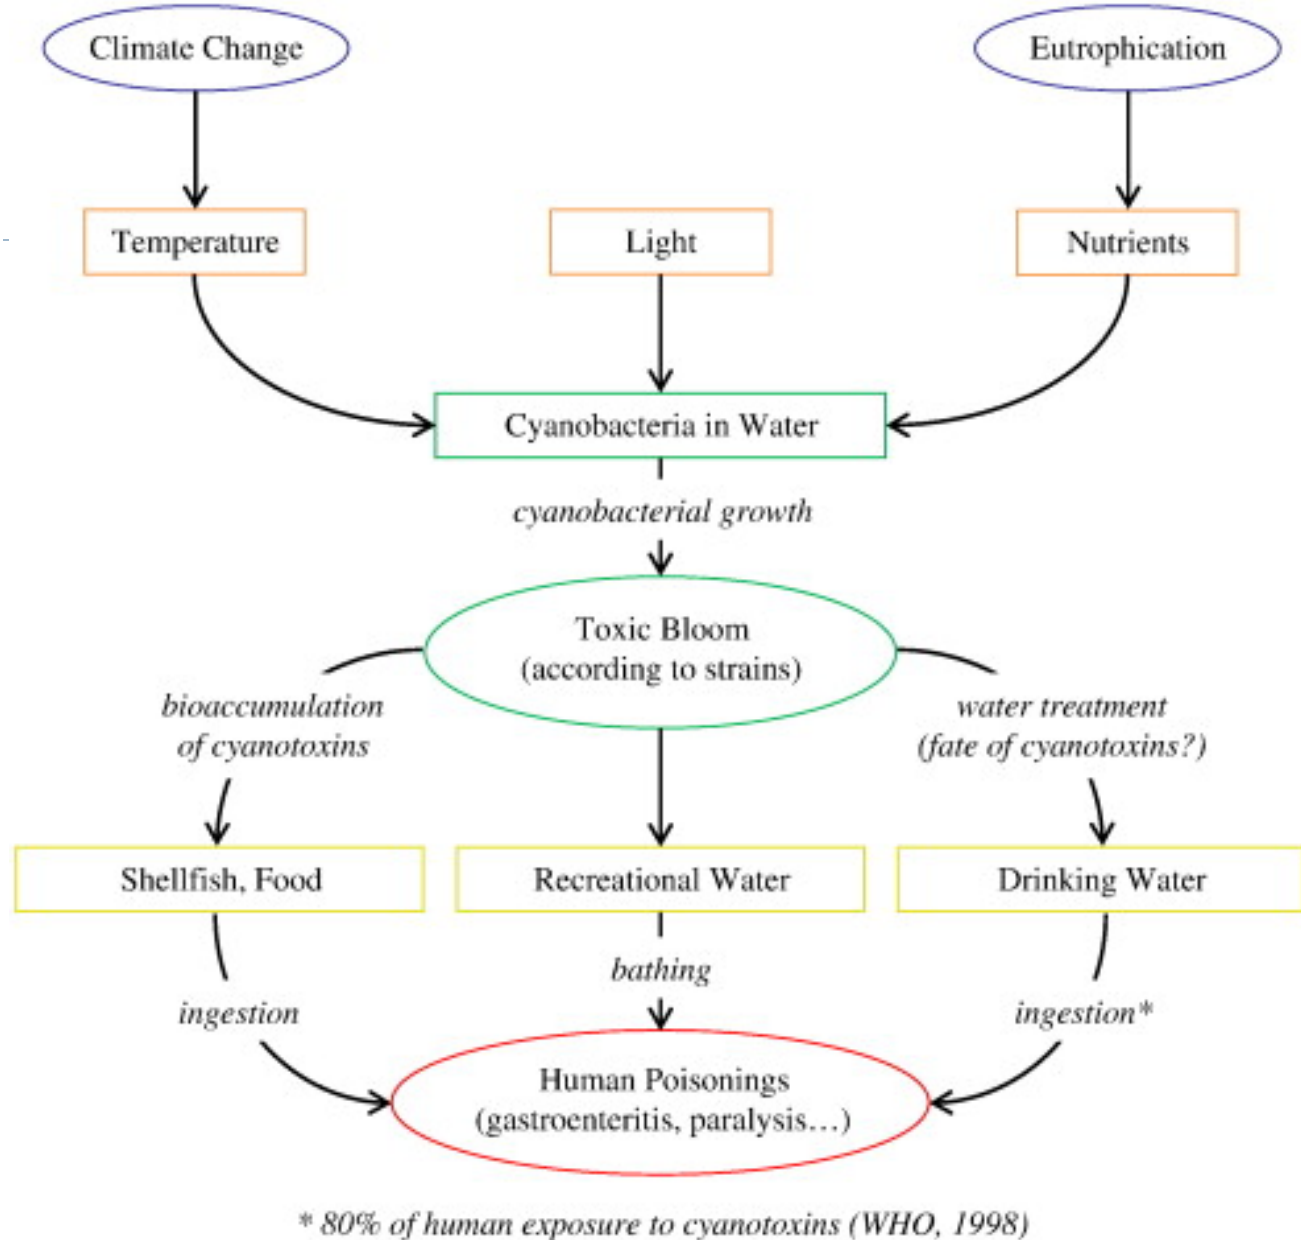 Climate Change
Eutrophication
Temperature
Light
Nutrients
Cyanobacteria in Water
cyanobacterial growth
Toxic Bloom
(according to strains)
bioaccumulation
of cyanotoxins
water treatment
(fate of cyanotoxins?)
Shellfish, Food
Recreational Water
Drinking Water
ingestion
bathing
ingestion*
Human Poisonings
(gastroenteritis, paralysis…)
* 80% of human exposure to cyanotoxins (WHO, 1998)